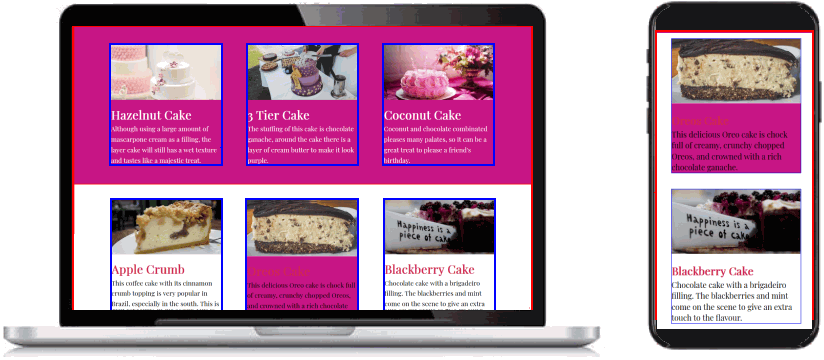 Hazelnut Cake
Although using a large amount of
mascarpone cream as a filling, the
layer cake will still has a wet texture
and tastes like a majestic treat.
3 Tier Cake
The stuffing of this cake is chocolate
ganache, around the cake there is a
layer of cream butter to make it look
purple.
Coconut Cake
Coconut and chocolate combined
pleases many palates, so it can be a
great treat to please a friend's
birthday.
Apple Crumb
This coffee cake with its cinnamon
crumb topping is very popular in
Brazil, especially in the south. This is
Oreos Cake
This delicious Oreo cake is chock full
of creamy, crunchy chopped Oreos,
and crowned with a rich chocolate
Happiness is a
piece of cake
Blackberry Cake
Chocolate cake with a brigadeiro
filling. The blackberries and mint
come on the scene to give an extra
Oreos Cake
This delicious Oreo cake is chock
full of creamy, crunchy chopped
Oreos, and crowned with a rich
chocolate ganache.
Happiness is a
piece of cake
Blackberry Cake
Chocolate cake with a brigadeiro
filling. The blackberries and mint
come on the scene to give an extra
touch to the flavour.